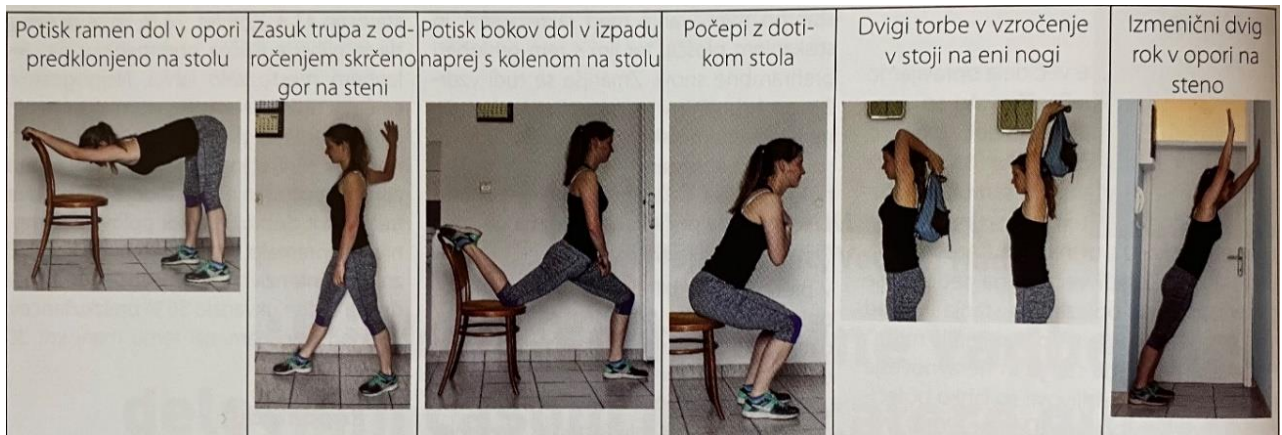 Potisk ramen dol v opori
predklonjeno na stolu
Zasuk trupa z od-
ročenjem skrčeno
gor na steni
Potisk bokov dol v izpadu
naprej s kolenom na stolu
Počepi z doti-
kom stola
Dvigi torbe v vzročenje
v stoji na eni nogi
Izmenični dvig
rok v opori na
steno